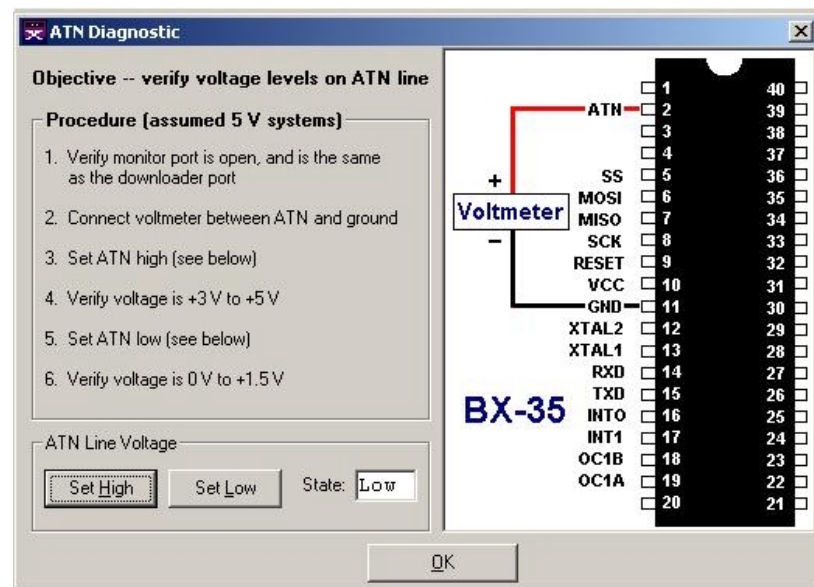 ATN Diagnostic
Objective -- verify voltage levels on ATN line
Procedure (assumed 5 V systems)
1. Verify monitor port is open, and is the same
as the downloader port
2. Connect voltmeter between ATN and ground
3. Set ATN high (see below)
4. Verify voltage is +3 V to +5 V
5. Set ATN low (see below)
6. Verify voltage is 0 V to +1.5 V
ATN Line Voltage
Set High
Set Low
State: Low
+
Voltmeter
−
BX-35
1 40
ATN 2 39
3 38
4 37
SS 5 36
MOSI 6 35
MISO 7 34
SCK 8 33
RESET 9 32
VCC 10 31
GND 11 30
XTAL2 12 29
XTAL1 13 28
RXD 14 27
TXD 15 26
INT0 16 25
INT1 17 24
OC1B 18 23
OC1A 19 22
20 21
OK